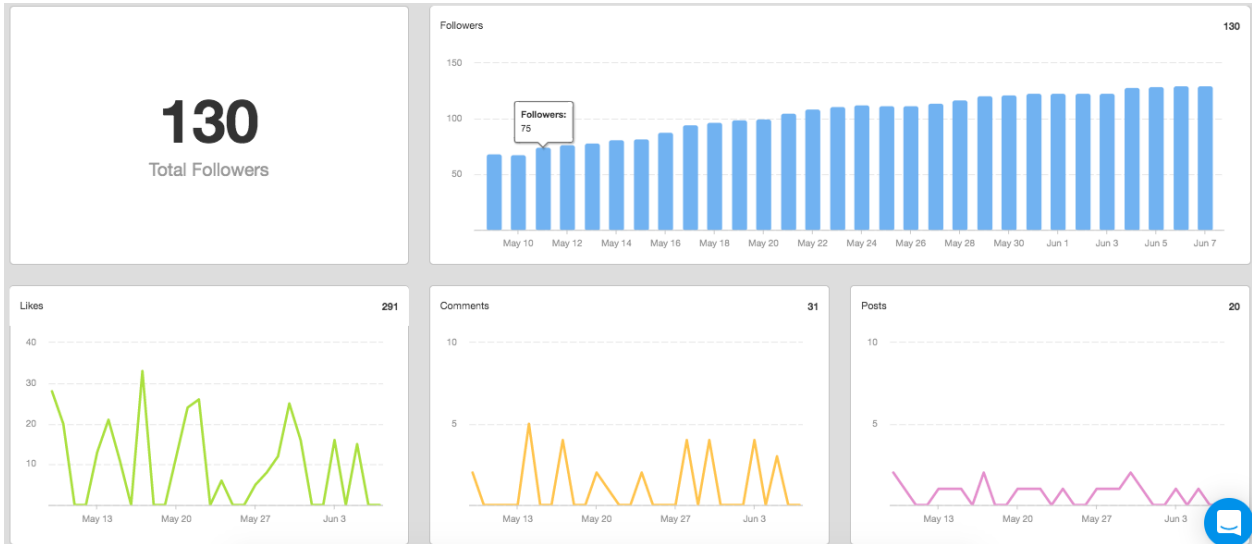 130
Total Followers
Followers 130
150
100
50
Followers:
75
May 10 May 12 May 14 May 16 May 18 May 20 May 22 May 24 May 26 May 28 May 30 Jun 1 Jun 3 Jun 5 Jun 7
Likes 291
40
30
20
10
May 13 May 20 May 27 Jun 3
Comments 31
10
5
May 13 May 20 May 27 Jun 3
Posts 20
10
5
May 13 May 20 May 27 Jun 3